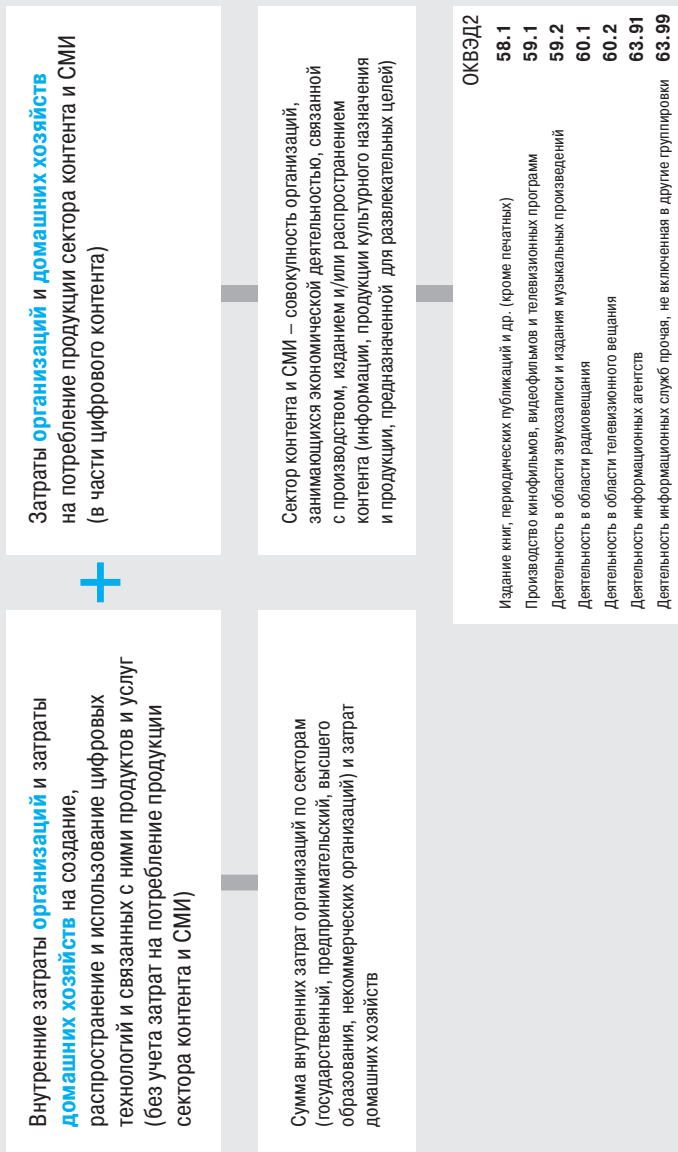 Внутренние затраты организаций и затраты
домашних хозяйств на создание,
распространение и использование цифровых
технологий и связанных с ними продуктов и услуг
(без учета затрат на потребление продукции
сектора контента и СМИ)
+
Затраты организаций и домашних хозяйств
на потребление продукции сектора контента и СМИ
(в части цифрового контента)
Сумма внутренних затрат организаций по секторам
(государственный, предпринимательский, высшего
образования, некоммерческих организаций) и затрат
домашних хозяйств
Сектор контента и СМИ – совокупность организаций,
занимающихся экономической деятельностью, связанной
с производством, изданием и/или распространением
контента (информации, продукции культурного назначения
и продукции, предназначенной для развлекательных целей)
ОКВЭД2
Издание книг, периодических публикаций и др. (кроме печатных) 58.1
Производство кинофильмов, видеофильмов и телевизионных программ 59.1
Деятельность в области звукозаписи и издания музыкальных произведений 59.2
Деятельность в области радиовещания 60.1
Деятельность в области телевизионного вещания 60.2
Деятельность информационных агентств 63.91
Деятельность информационных служб прочая, не включенная в другие группировки 63.99